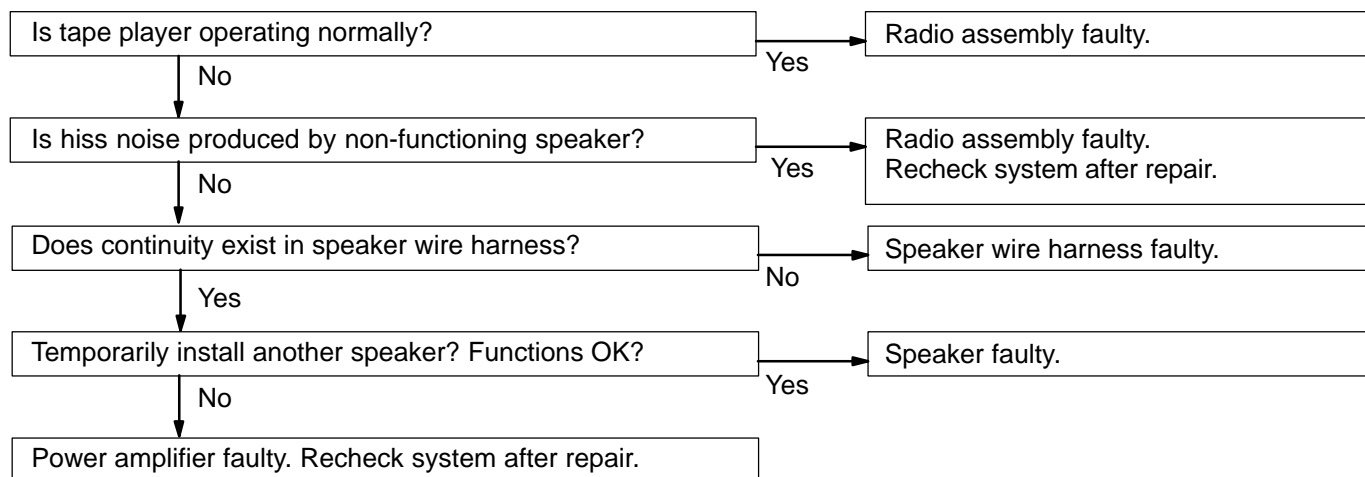 Is tape player operating normally?
Yes
Radio assembly faulty.
No
Is hiss noise produced by non-functioning speaker?
Yes
Radio assembly faulty.
Recheck system after repair.
No
Does continuity exist in speaker wire harness?
No
Speaker wire harness faulty.
Yes
Temporarily install another speaker? Functions OK?
Yes
Speaker faulty.
No
Power amplifier faulty. Recheck system after repair.